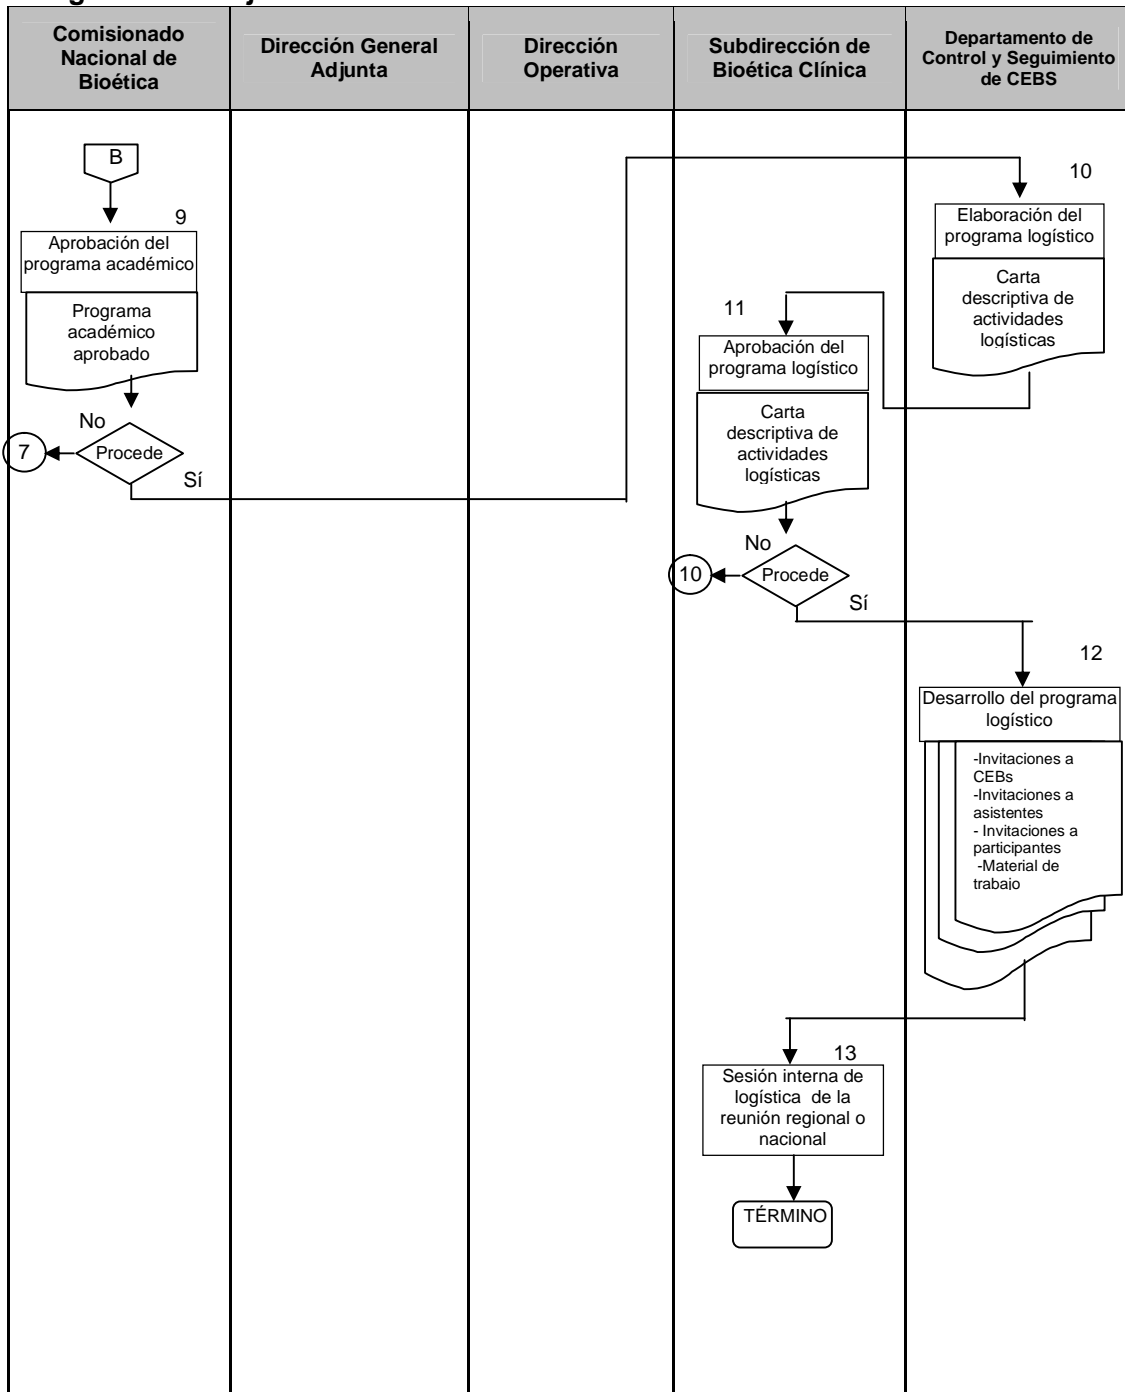 Comisionado
Nacional de
Bioética
Dirección General
Adjunta
Dirección
Operativa
Subdirección de
Bioética Clínica
Departamento de
Control y Seguimiento
de CEBS
B
9
Aprobación del
programa académico
Programa
académico
aprobado
No
7
Procede
Sí
10
Elaboración del
programa logístico
Carta
descriptiva de
actividades
logísticas
11
Aprobación del
programa logístico
Carta
descriptiva de
actividades
logísticas
No
10
Procede
Sí
12
Desarrollo del programa
logístico
-Invitaciones a
CEBs
-Invitaciones a
asistentes
- Invitaciones a
participantes
-Material de
trabajo
13
Sesión interna de
logística de la
reunión regional o
nacional
TÉRMINO